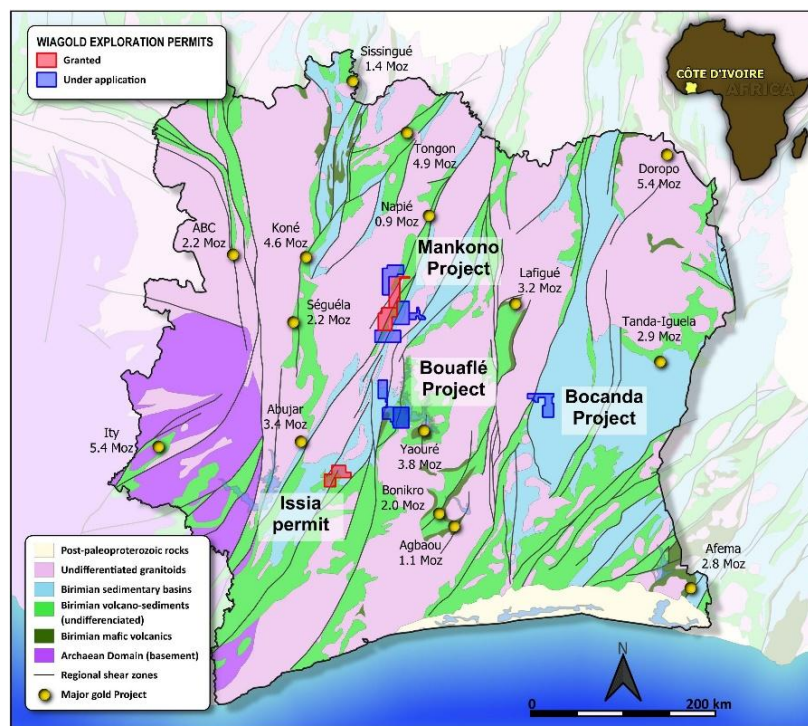 WIAGOLD EXPLORATION PERMITS
Granted
Under application
CÔTE D'IVOIRE
AFRICA
Sissingué
1.4 Moz
Tongon
4.9 Moz
Doropo
5.4 Moz
Napié
0.9 Moz
ABC
2.2 Moz
Koné
4.6 Moz
Mankono
Project
Lafigué
3.2 Moz
Séguéla
2.2 Moz
Tanda-Iguela
2.9 Moz
Bouaflé
Project
Bocanda
Project
Abujar
3.4 Moz
Ity
5.4 Moz
Yaouré
3.8 Moz
Issia
permit
Bonikro
2.0 Moz
Agbaou
1.1 Moz
Afema
2.8 Moz
Post-paleoproterozoic rocks
Undifferentiated granitoids
Birimian sedimentary basins
Birimian volcano-sediments
(undifferenciated)
Birimian mafic volcanics
Archaean Domain (basement)
Regional shear zones
Major gold Project
N
0 200 km